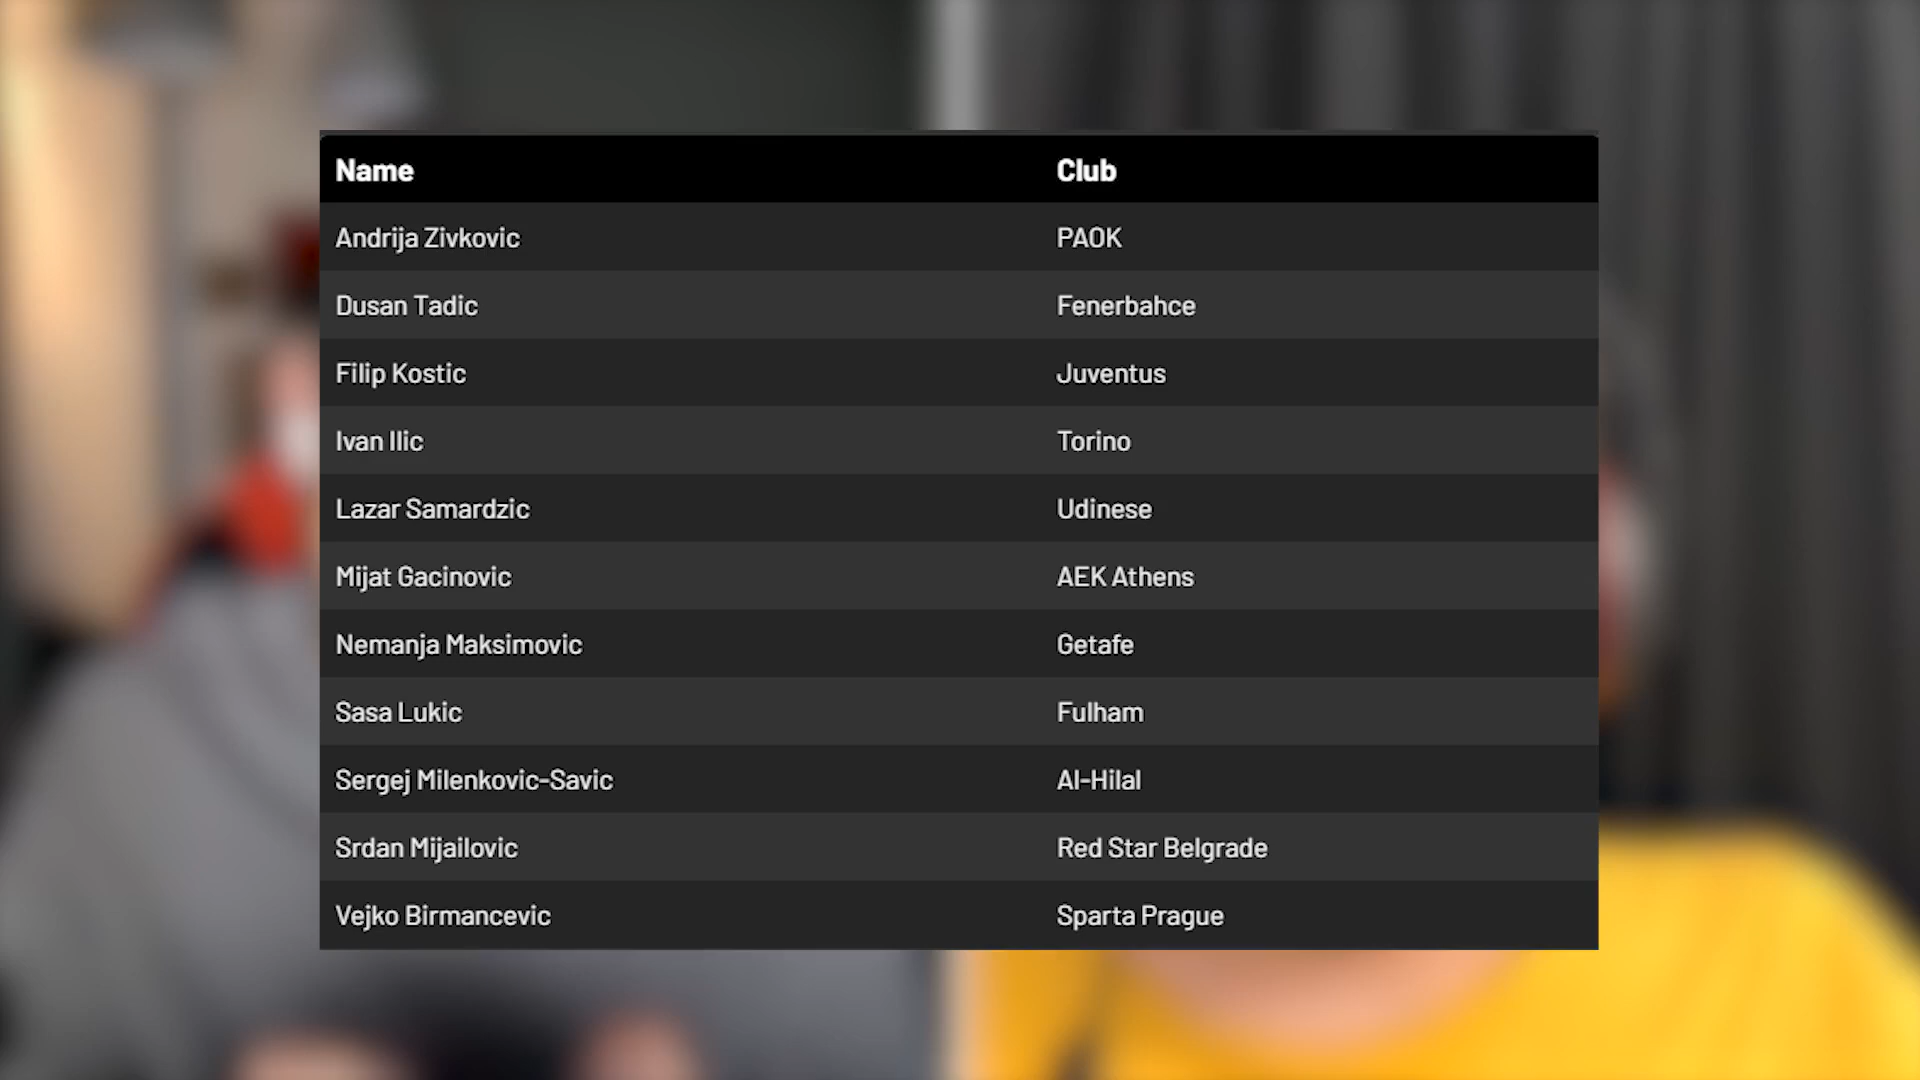 Name Club
Andrija Zivkovic PAOK
Dusan Tadic Fenerbahce
Filip Kostic Juventus
Ivan Ilic Torino
Lazar Samardzic Udinese
Mijat Gacinovic AEK Athens
Nemanja Maksimovic Getafe
Sasa Lukic Fulham
Sergej Milenkovic-Savic Al-Hilal
Srdan Mijailovic Red Star Belgrade
Vejko Birmancevic Sparta Prague